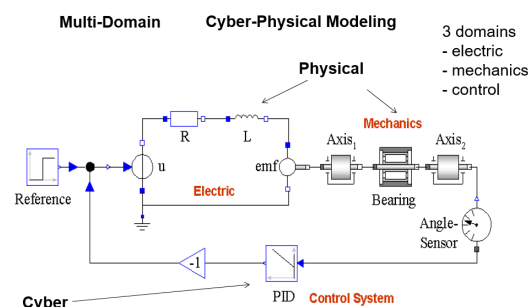 Multi-Domain Cyber-Physical Modeling
3 domains
- electric
- mechanics
- control
Physical
Mechanics
R
L
Axis1
Axis2
u
emf
Electric
Reference
Bearing
Angle-
Sensor
-1
PID
Control System
Cyber